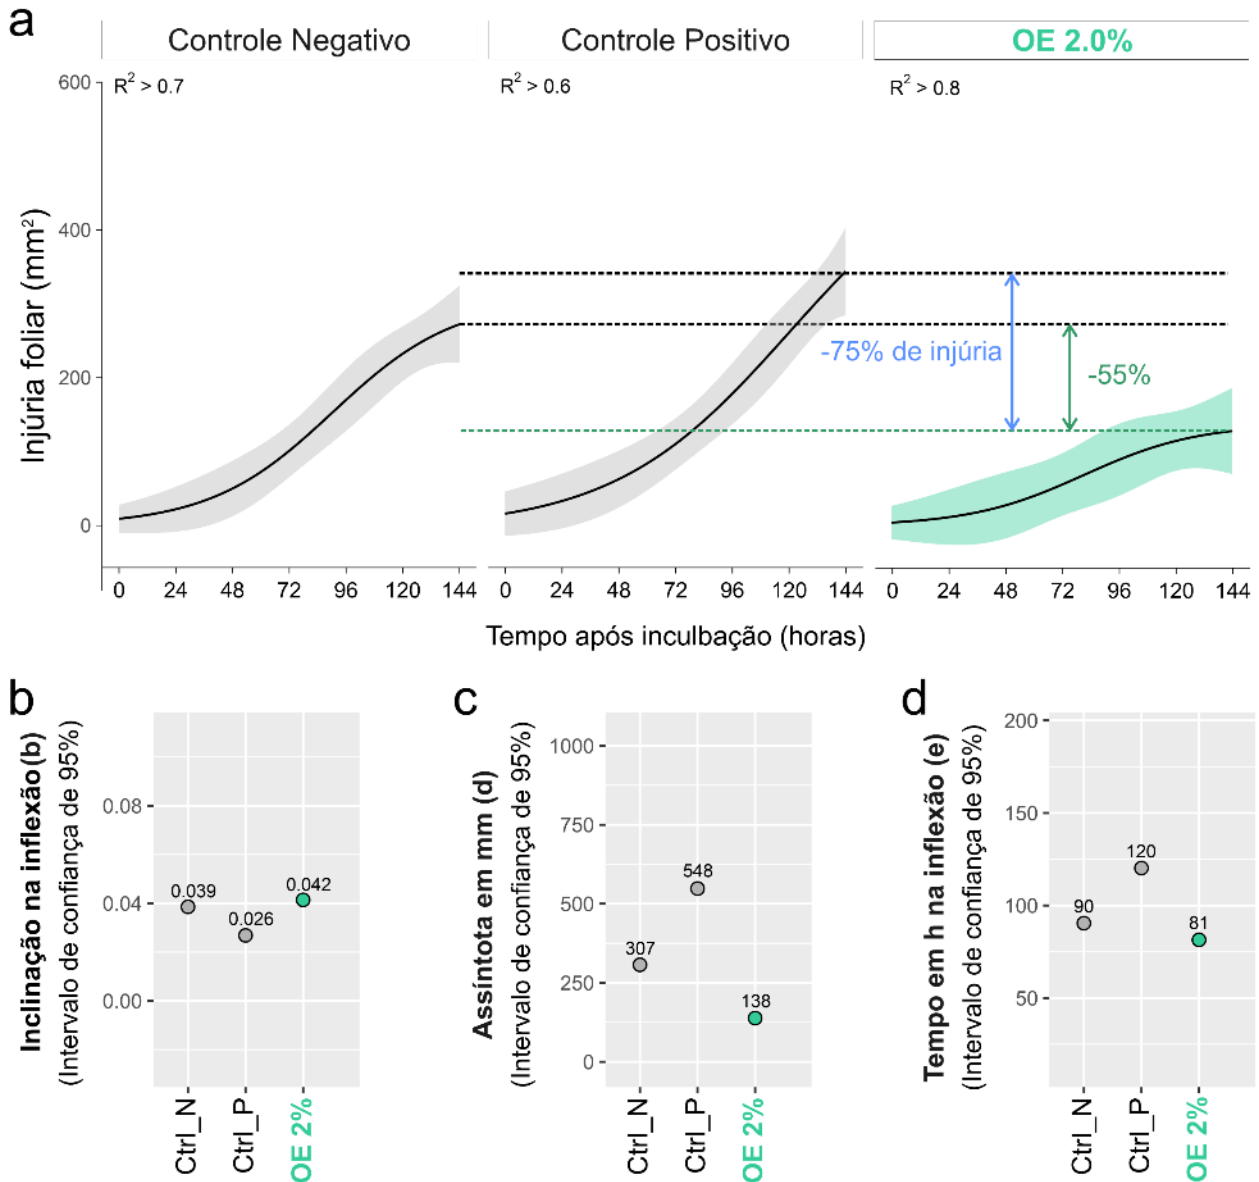 a
Controle Negativo
Controle Positivo
OE 2.0%
R² > 0.7
R² > 0.6
R² > 0.8
Injúria foliar (mm²)
600
400
200
0
-75% de injúria
-55%
0 24 48 72 96 120 144
0 24 48 72 96 120 144
0 24 48 72 96 120 144
Tempo após inculbação (horas)
b
Inclinação na inflexão(b)
(Intervalo de confiança de 95%)
0.08
0.04
0.00
0.039
0.026
0.042
Ctrl_N
Ctrl_P
OE 2%
c
Assíntota em mm (d)
(Intervalo de confiança de 95%)
1000
750
500
250
0
307
548
138
Ctrl_N
Ctrl_P
OE 2%
d
Tempo em h na inflexão (e)
(Intervalo de confiança de 95%)
200
150
100
50
90
120
81
Ctrl_N
Ctrl_P
OE 2%